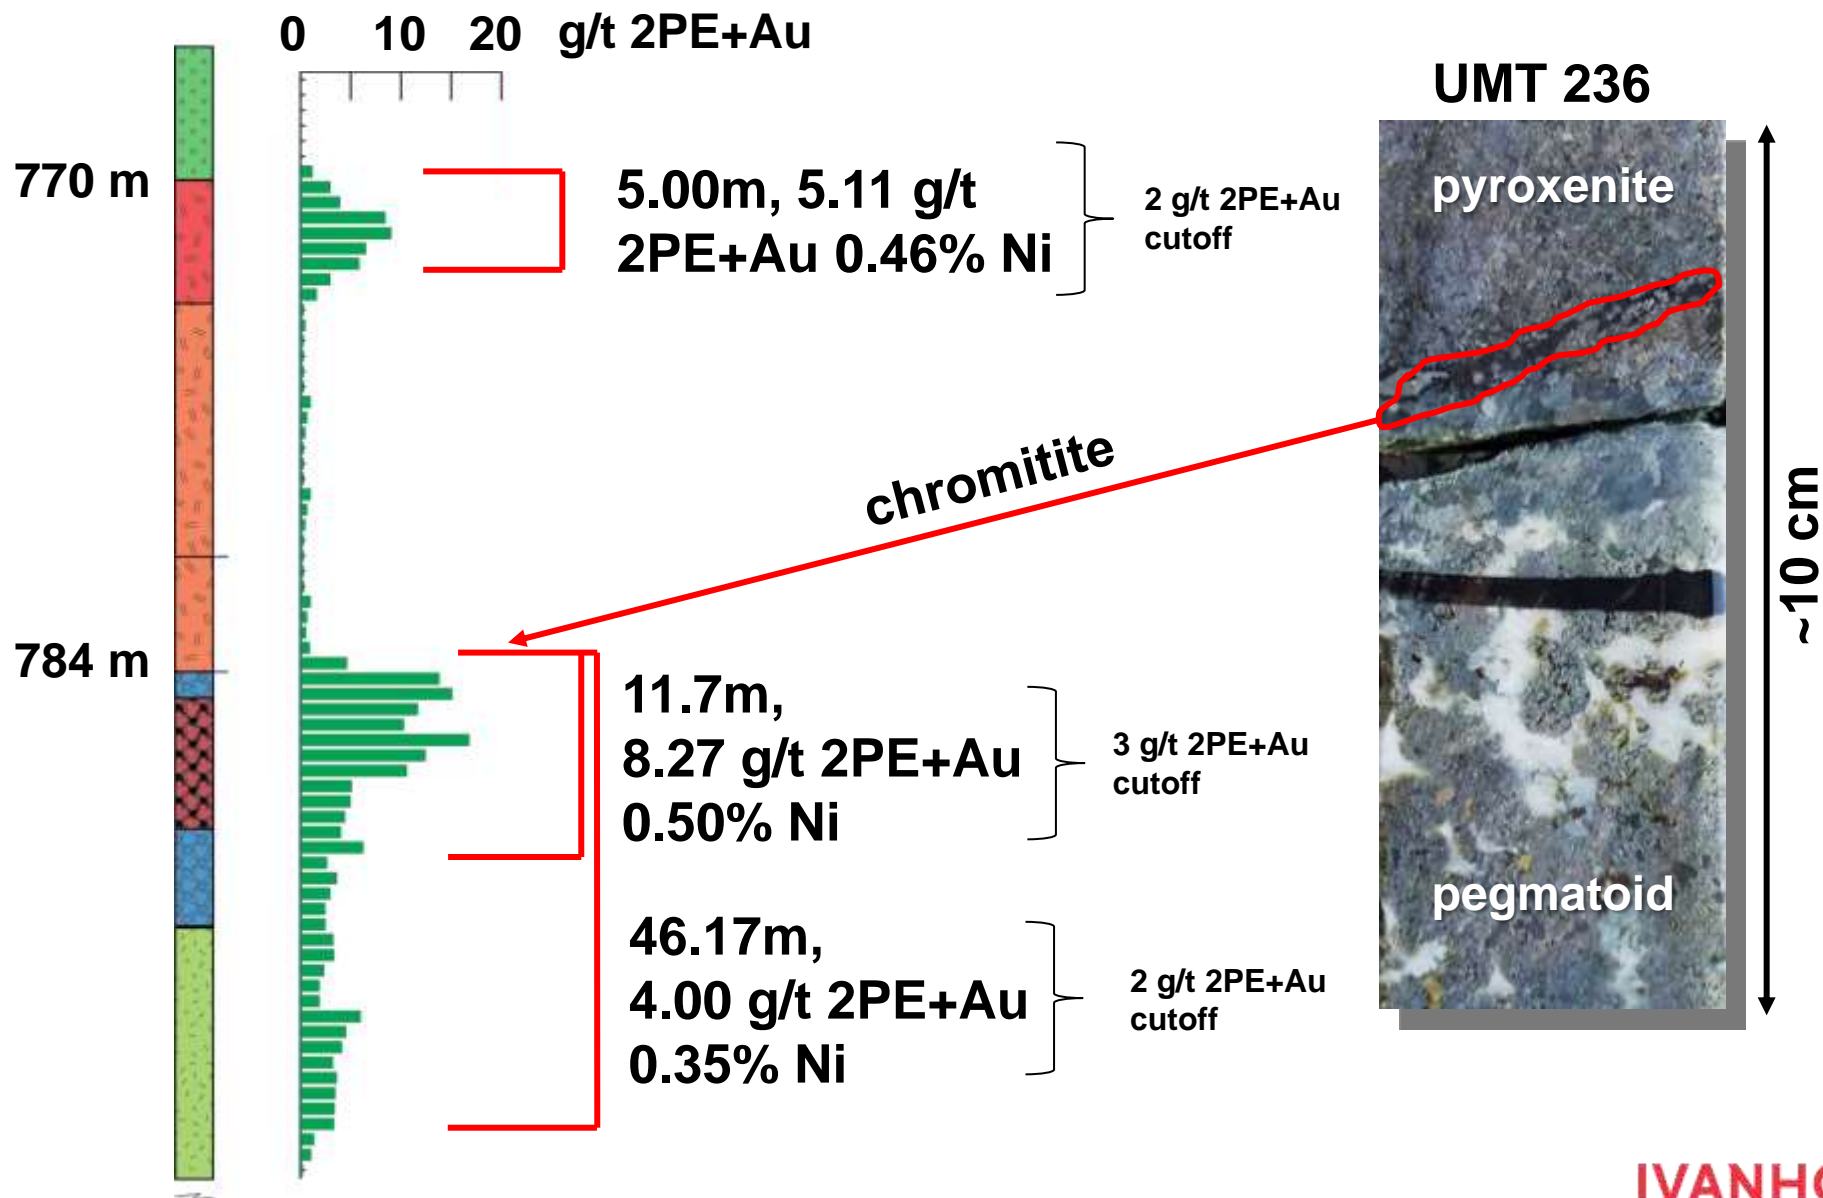 0 10 20 g/t 2PE+Au
UMT 236
770 m
5.00m, 5.11 g/t
2PE+Au 0.46% Ni
2 g/t 2PE+Au
cutoff
pyroxenite
chromitite
~10 cm
784 m
11.7m,
8.27 g/t 2PE+Au
0.50% Ni
3 g/t 2PE+Au
cutoff
pegmatoid
46.17m,
4.00 g/t 2PE+Au
0.35% Ni
2 g/t 2PE+Au
cutoff
IVANHO